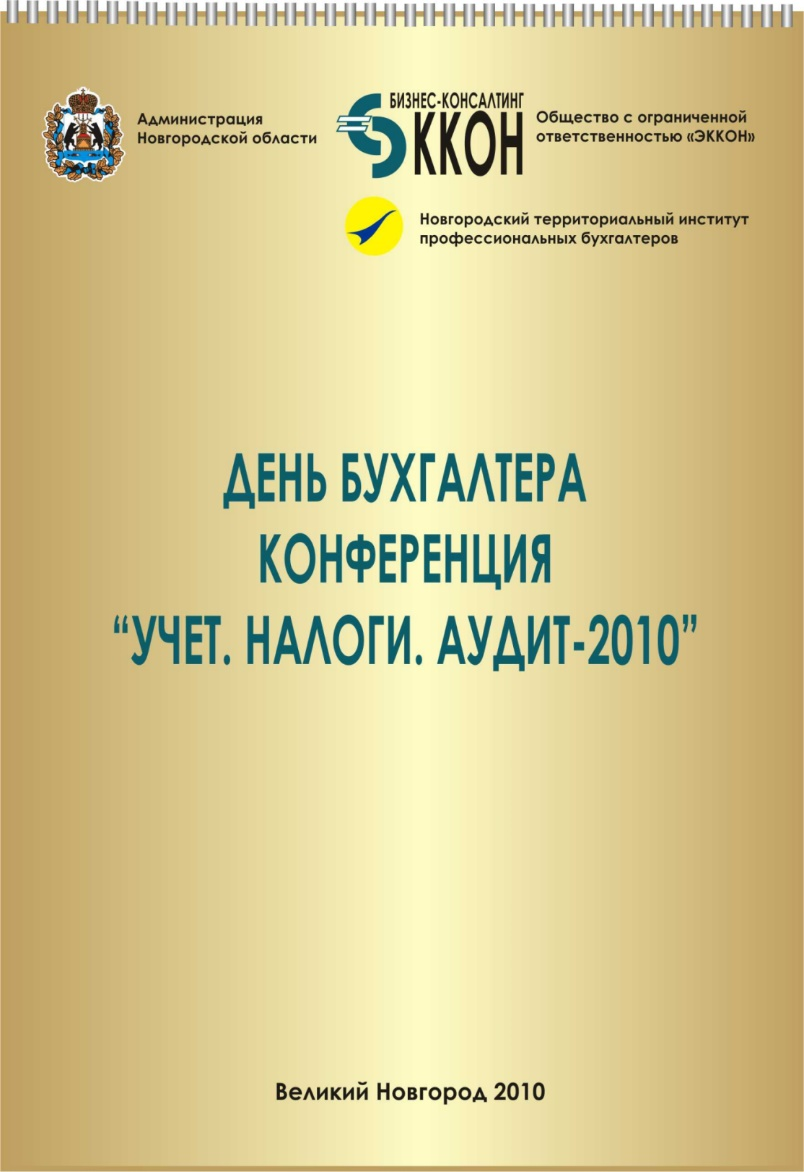 Администрация
Новгородской области
БИЗНЕС-КОНСАЛТИНГ
ЭККОН
Общество с ограниченной
ответственностью «ЭККОН»
Новгородский территориальный институт
профессиональных бухгалтеров
ДЕНЬ БУХГАЛТЕРА
КОНФЕРЕНЦИЯ
“УЧЕТ. НАЛОГИ. АУДИТ-2010”
Великий Новгород 2010